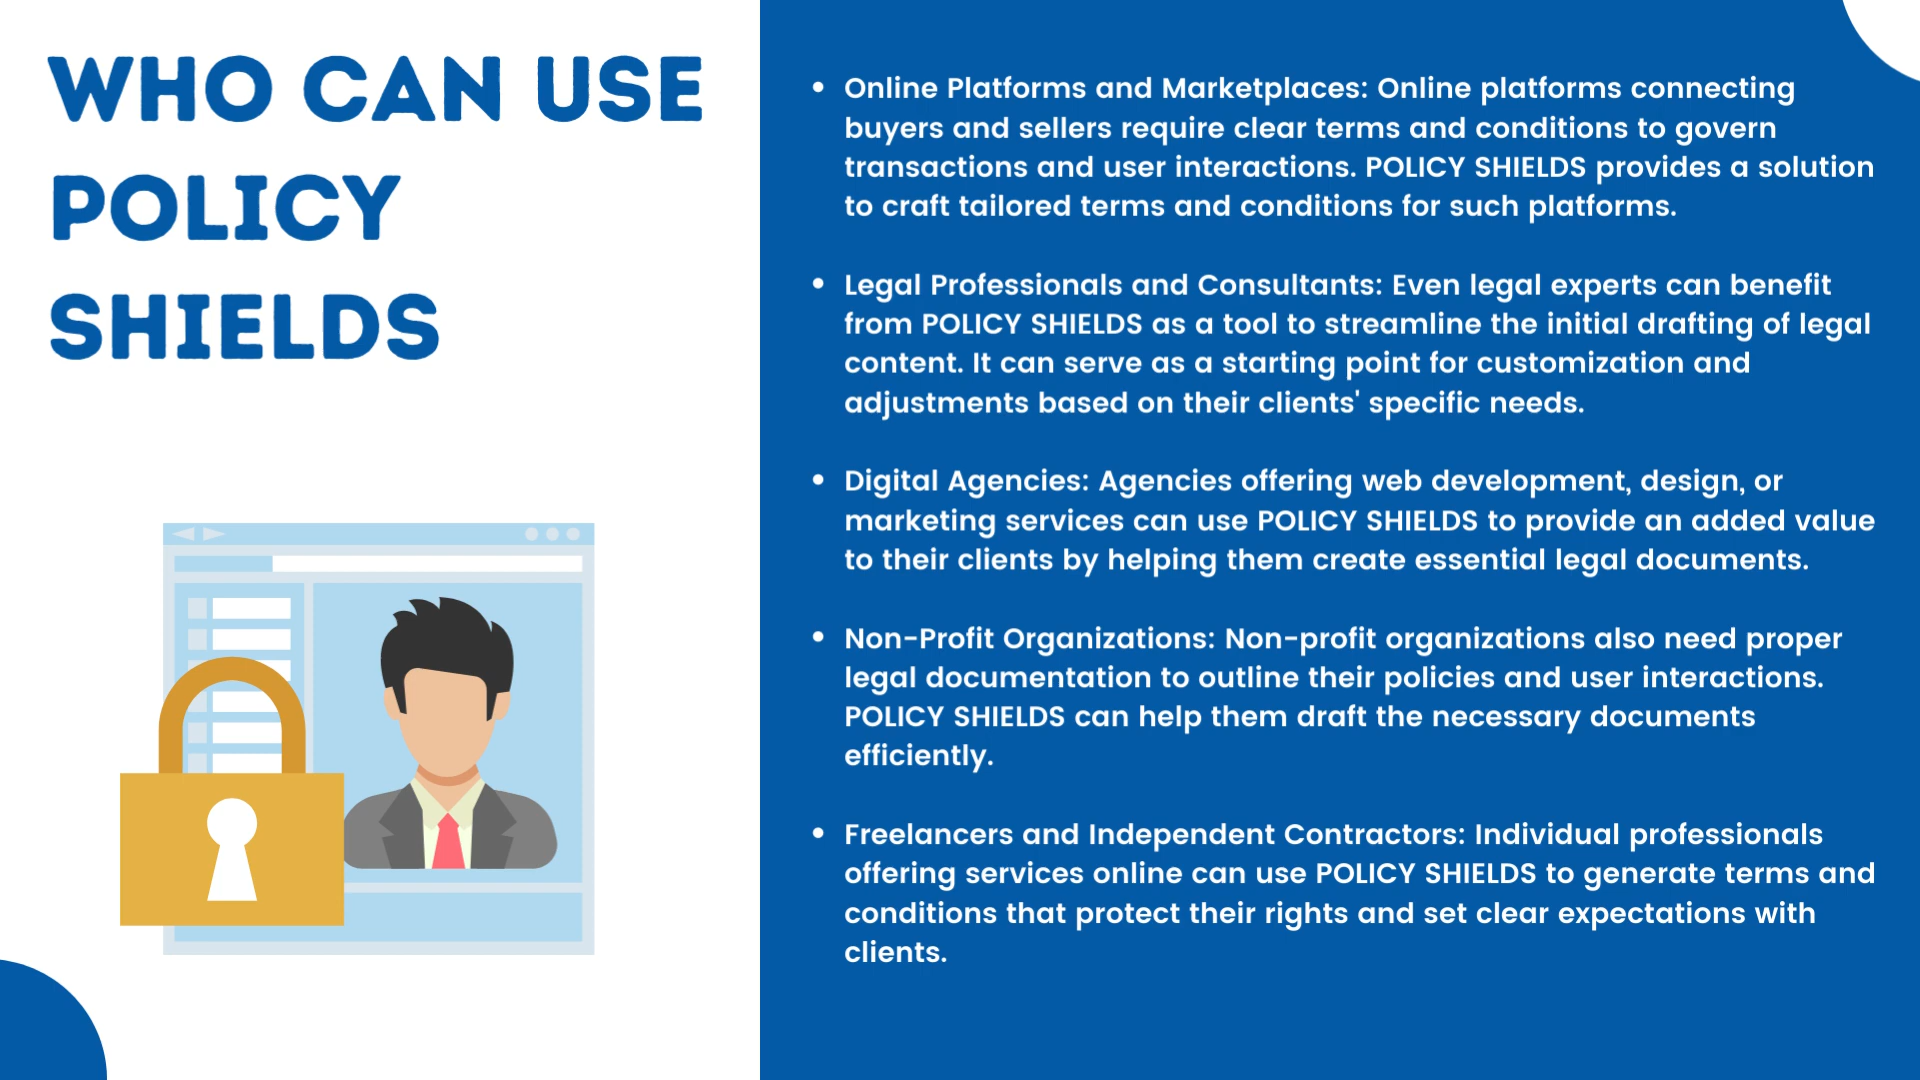 WHO CAN USE
POLICY
SHIELDS
• Online Platforms and Marketplaces: Online platforms connecting
buyers and sellers require clear terms and conditions to govern
transactions and user interactions. POLICY SHIELDS provides a solution
to craft tailored terms and conditions for such platforms.
• Legal Professionals and Consultants: Even legal experts can benefit
from POLICY SHIELDS as a tool to streamline the initial drafting of legal
content. It can serve as a starting point for customization and
adjustments based on their clients' specific needs.
• Digital Agencies: Agencies offering web development, design, or
marketing services can use POLICY SHIELDS to provide an added value
to their clients by helping them create essential legal documents.
• Non-Profit Organizations: Non-profit organizations also need proper
legal documentation to outline their policies and user interactions.
POLICY SHIELDS can help them draft the necessary documents
efficiently.
• Freelancers and Independent Contractors: Individual professionals
offering services online can use POLICY SHIELDS to generate terms and
conditions that protect their rights and set clear expectations with
clients.